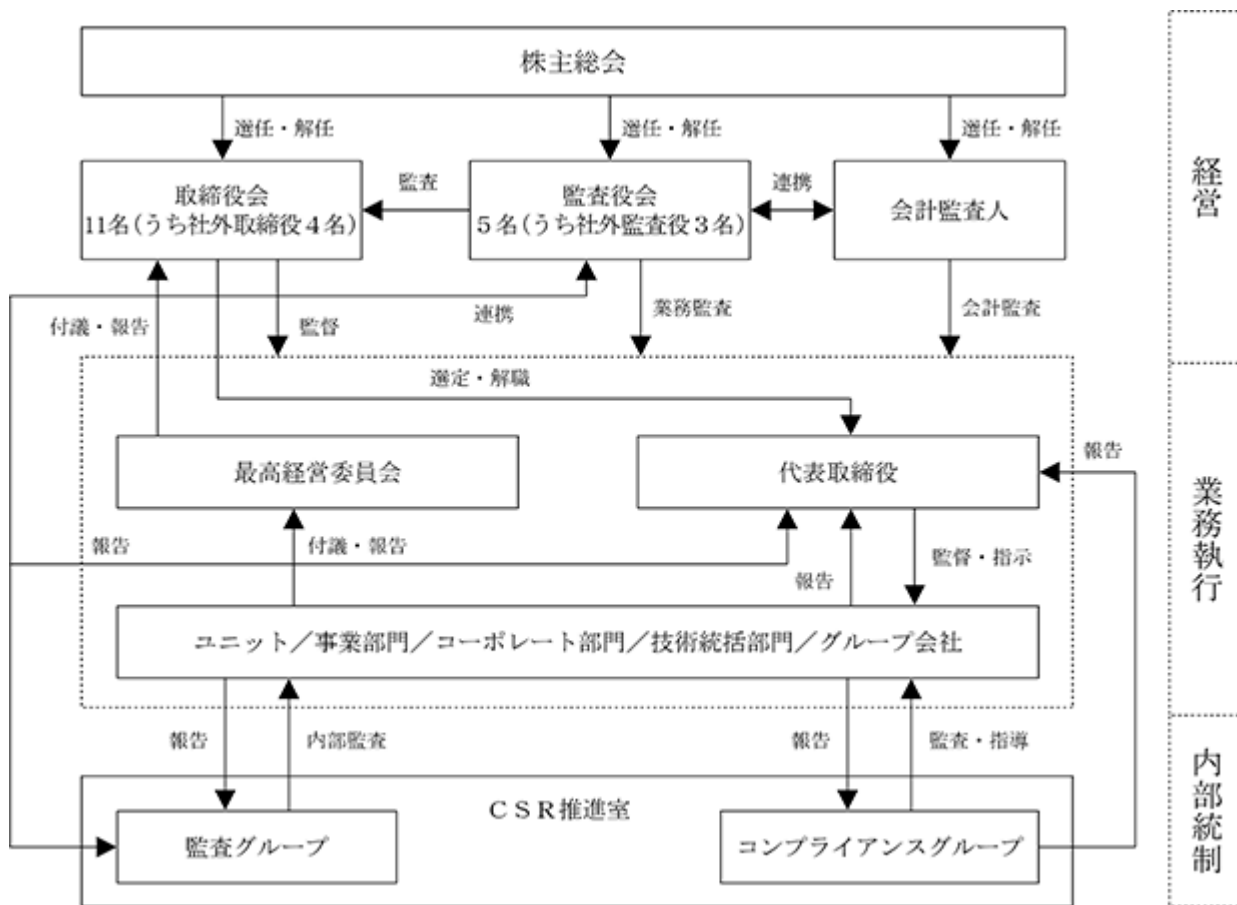 株主総会
選任・解任
選任・解任
選任・解任
取締役会
11名(うち社外取締役4名)
監査
監査役会
5名(うち社外監査役3名)
連携
会計監査人
付議・報告
監督
連携
業務監査
会計監査
選定・解職
最高経営委員会
代表取締役
報告
報告
付議・報告
報告
監督・指示
ユニット/事業部門/コーポレート部門/技術統括部門/グループ会社
報告
内部監査
報告
監査・指導
CSR推進室
監査グループ
コンプライアンスグループ
経営
業務執行
内部統制